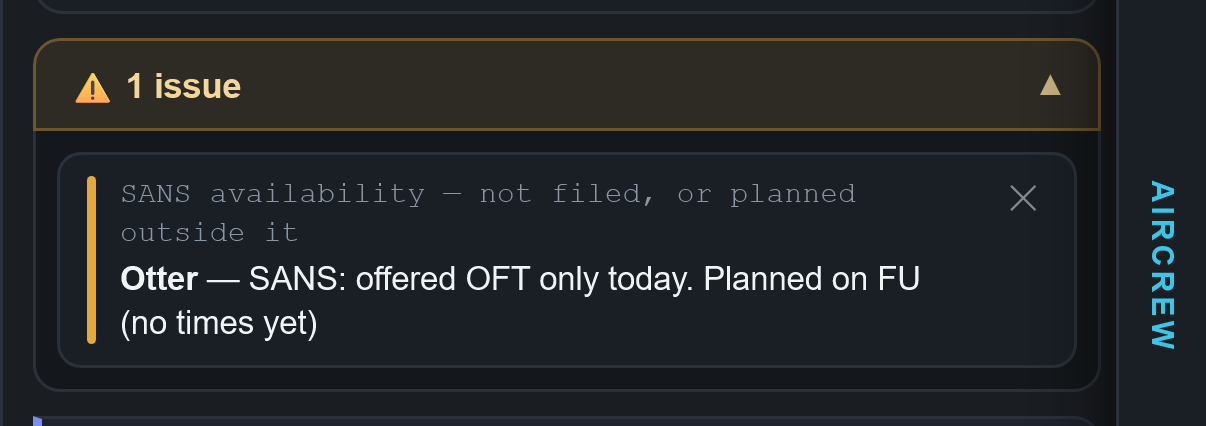 1 issue
SANS availability — not filed, or planned
outside it
Otter — SANS: offered OFT only today. Planned on FU
(no times yet)
AIRCREW